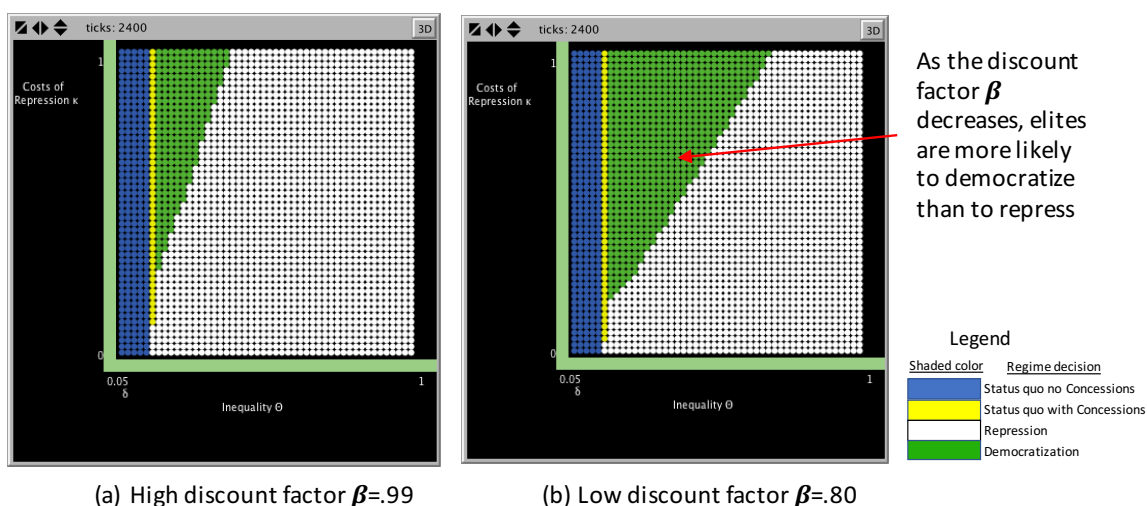 ticks: 2400
3D
1
Costs of
Repression κ
0
0.05
δ
1
Inequality Θ
(a) High discount factor β=.99
ticks: 2400
3D
1
Costs of
Repression κ
0
0.05
δ
1
Inequality Θ
(b) Low discount factor β=.80
As the discount
factor β
decreases, elites
are more likely
to democratize
than to repress
Legend
Shaded color Regime decision
Status quo no Concessions
Status quo with Concessions
Repression
Democratization